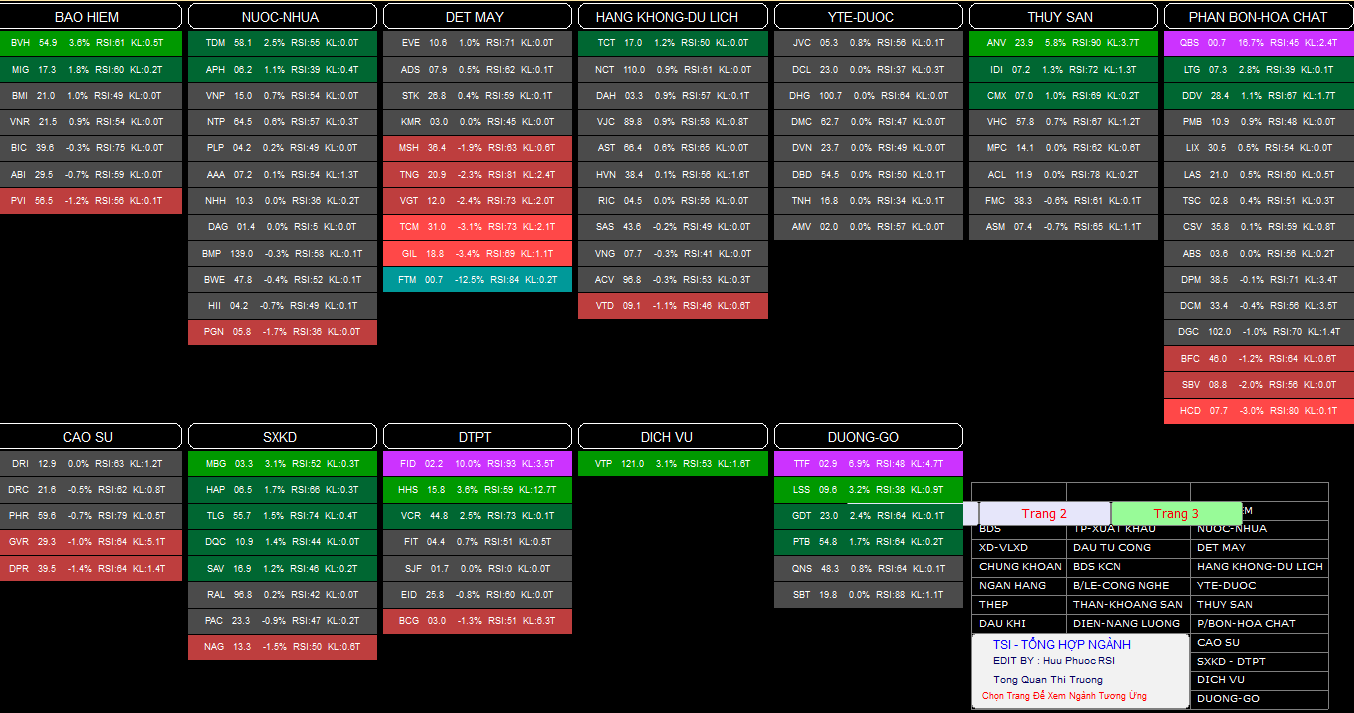 BAO HIEM
BVH 54.9 3.6% RSI:61 KL:0.5T
MIG 17.3 1.8% RSI:60 KL:0.2T
BMI 21.0 1.0% RSI:49 KL:0.0T
VNR 21.5 0.9% RSI:54 KL:0.0T
BIC 39.6 -0.3% RSI:75 KL:0.0T
ABI 29.5 -0.7% RSI:59 KL:0.0T
PVI 56.5 -1.2% RSI:56 KL:0.1T
NUOC-NHUA
TDM 58.1 2.5% RSI:55 KL:0.0T
APH 06.2 1.1% RSI:39 KL:0.4T
VNP 15.0 0.7% RSI:54 KL:0.0T
NTP 64.5 0.6% RSI:57 KL:0.3T
PLP 04.2 0.2% RSI:49 KL:0.0T
AAA 07.2 0.1% RSI:54 KL:1.3T
NHH 10.3 0.0% RSI:36 KL:0.2T
DAG 01.4 0.0% RSI:5 KL:0.0T
BMP 139.0 -0.3% RSI:58 KL:0.1T
BWE 47.8 -0.4% RSI:52 KL:0.1T
HII 04.2 -0.7% RSI:49 KL:0.1T
PGN 05.8 -1.7% RSI:36 KL:0.0T
DET MAY
EVE 10.6 1.0% RSI:71 KL:0.0T
ADS 07.9 0.5% RSI:62 KL:0.1T
STK 26.8 0.4% RSI:59 KL:0.1T
KMR 03.0 0.0% RSI:45 KL:0.0T
MSH 36.4 -1.9% RSI:63 KL:0.6T
TNG 20.9 -2.3% RSI:81 KL:2.4T
VGT 12.0 -2.4% RSI:73 KL:2.0T
TCM 31.0 -3.1% RSI:73 KL:2.1T
GIL 18.8 -3.4% RSI:69 KL:1.1T
FTM 00.7 -12.5% RSI:84 KL:0.2T
HANG KHONG-DU LICH
TCT 17.0 1.2% RSI:50 KL:0.0T
NCT 110.0 0.9% RSI:61 KL:0.0T
DAH 03.3 0.9% RSI:57 KL:0.1T
VJC 89.8 0.9% RSI:58 KL:0.8T
AST 66.4 0.6% RSI:65 KL:0.0T
HVN 38.4 0.1% RSI:56 KL:1.6T
RIC 04.5 0.0% RSI:56 KL:0.0T
SAS 43.6 -0.2% RSI:49 KL:0.0T
VNG 07.7 -0.3% RSI:41 KL:0.0T
ACV 96.8 -0.3% RSI:53 KL:0.3T
VTD 09.1 -1.1% RSI:46 KL:0.6T
YTE-DUOC
JVC 05.3 0.8% RSI:56 KL:0.1T
DCL 23.0 0.0% RSI:37 KL:0.3T
DHG 100.7 0.0% RSI:64 KL:0.0T
DMC 62.7 0.0% RSI:47 KL:0.0T
DVN 23.7 0.0% RSI:49 KL:0.0T
DBD 54.5 0.0% RSI:50 KL:0.1T
TNH 16.8 0.0% RSI:34 KL:0.1T
AMV 02.0 0.0% RSI:57 KL:0.0T
THUY SAN
ANV 23.9 5.8% RSI:90 KL:3.7T
IDI 07.2 1.3% RSI:72 KL:1.3T
CMX 07.0 1.0% RSI:69 KL:0.2T
VHC 57.8 0.7% RSI:67 KL:1.2T
MPC 14.1 0.0% RSI:62 KL:0.6T
ACL 11.9 0.0% RSI:78 KL:0.2T
FMC 38.3 -0.6% RSI:61 KL:0.1T
ASM 07.4 -0.7% RSI:65 KL:1.1T
PHAN BON-HOA CHAT
QBS 00.7 16.7% RSI:45 KL:2.4T
LTG 07.3 2.8% RSI:39 KL:0.1T
DDV 28.4 1.1% RSI:67 KL:1.7T
PMB 10.9 0.9% RSI:48 KL:0.0T
LIX 30.5 0.5% RSI:54 KL:0.0T
LAS 21.0 0.5% RSI:60 KL:0.5T
TSC 02.8 0.4% RSI:51 KL:0.3T
CSV 35.8 0.1% RSI:59 KL:0.8T
ABS 03.6 0.0% RSI:56 KL:0.2T
DPM 38.5 -0.1% RSI:71 KL:3.4T
DCM 33.4 -0.4% RSI:56 KL:3.5T
DGC 102.0 -1.0% RSI:70 KL:1.4T
BFC 46.0 -1.2% RSI:64 KL:0.6T
SBV 08.8 -2.0% RSI:56 KL:0.0T
HCD 07.7 -3.0% RSI:80 KL:0.1T
CAO SU
DRI 12.9 0.0% RSI:63 KL:1.2T
DRC 21.6 -0.5% RSI:62 KL:0.8T
PHR 59.6 -0.7% RSI:79 KL:0.5T
GVR 29.3 -1.0% RSI:64 KL:5.1T
DPR 39.5 -1.4% RSI:64 KL:1.4T
SXKD
MBG 03.3 3.1% RSI:52 KL:0.3T
HAP 06.5 1.7% RSI:66 KL:0.3T
TLG 55.7 1.5% RSI:74 KL:0.4T
DQC 10.9 1.4% RSI:44 KL:0.0T
SAV 16.9 1.2% RSI:46 KL:0.2T
RAL 96.8 0.2% RSI:42 KL:0.0T
PAC 23.3 -0.9% RSI:47 KL:0.2T
NAG 13.3 -1.5% RSI:50 KL:0.6T
DTPT
FID 02.2 10.0% RSI:93 KL:3.5T
HHS 15.8 3.6% RSI:59 KL:12.7T
VCR 44.8 2.5% RSI:73 KL:0.1T
FIT 04.4 0.7% RSI:51 KL:0.5T
SJF 01.7 0.0% RSI:0 KL:0.0T
EID 25.8 -0.8% RSI:60 KL:0.0T
BCG 03.0 -1.3% RSI:51 KL:6.3T
DICH VU
VTP 121.0 3.1% RSI:53 KL:1.6T
DUONG-GO
TTF 02.9 6.9% RSI:48 KL:4.7T
LSS 09.6 3.2% RSI:38 KL:0.9T
GDT 23.0 2.4% RSI:64 KL:0.1T
PTB 54.8 1.7% RSI:64 KL:0.2T
QNS 48.3 0.8% RSI:64 KL:0.1T
SBT 19.8 0.0% RSI:88 KL:1.1T
Trang 2 Trang 3 EM
BDS TP-XUAT KHAU NUOC-NHUA
XD-VLXD DAU TU CONG DET MAY
CHUNG KHOAN BDS KCN HANG KHONG-DU LICH
NGAN HANG B/LE-CONG NGHE YTE-DUOC
THEP THAN-KHOANG SAN THUY SAN
DAU KHI DIEN-NANG LUONG P/BON-HOA CHAT
CAO SU
SXKD - DTPT
DICH VU
DUONG-GO
TSI - TỔNG HỢP NGÀNH
EDIT BY : Huu Phuoc RSI
Tong Quan Thi Truong
Chọn Trang Để Xem Ngành Tương Ứng